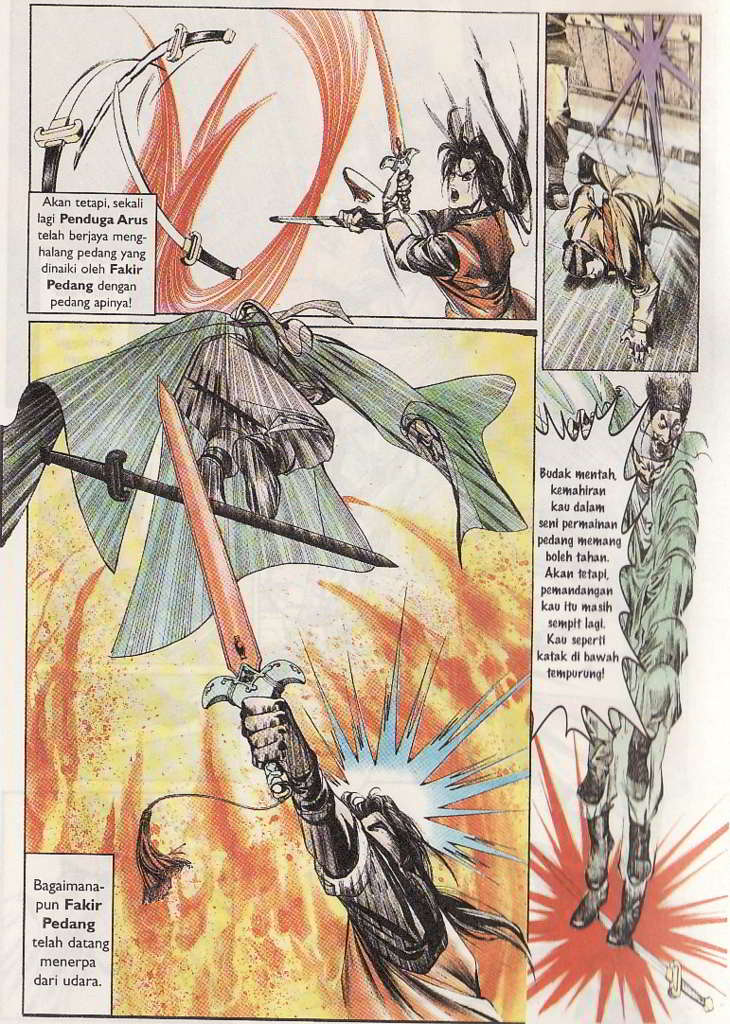 Akan tetapi, sekali
lagi Penduga Arus
telah berjaya meng-
halang pedang yang
dinaiki oleh Fakir
Pedang dengan
pedang apinya!
Budak mentah,
kemahiran
kau dalam
seni permainan
pedang memang
boleh tahan.
Akan tetapi,
pemandangan
kau itu masih
sempit lagi.
Kau seperti
katak di bawah
tempurung!
Bagaimana-
pun Fakir
Pedang
telah datang
menerpa
dari udara.